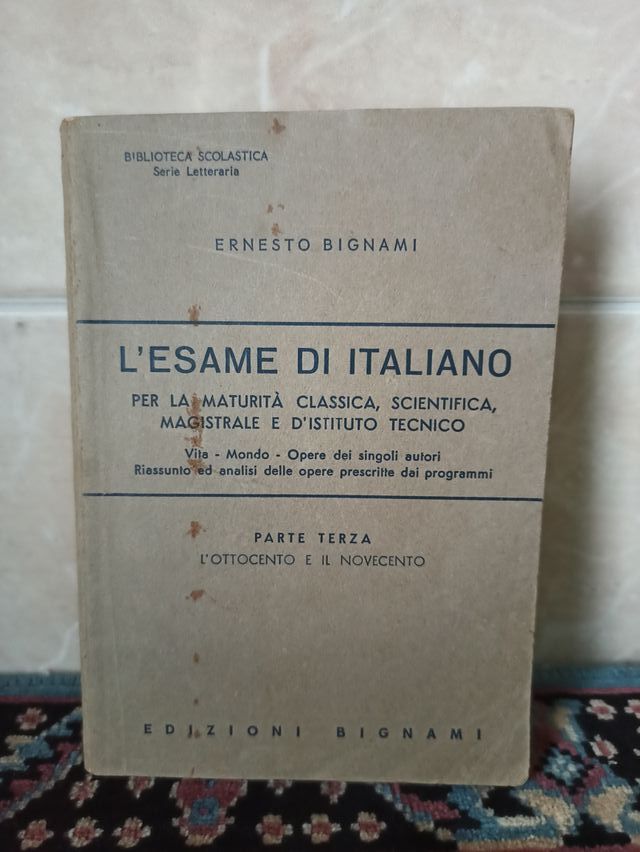 BIBLIOTECA SCOLASTICA
Serie Letteraria
ERNESTO BIGNAMI
L'ESAME DI ITALIANO
PER LA MATURITÀ CLASSICA, SCIENTIFICA,
MAGISTRALE E D'ISTITUTO TECNICO
Vita - Mondo - Opere dei singoli autori
Riassunto ed analisi delle opere prescritte dai programmi
PARTE TERZA
L'OTTOCENTO E IL NOVECENTO
EDIZIONI BIGNAMI